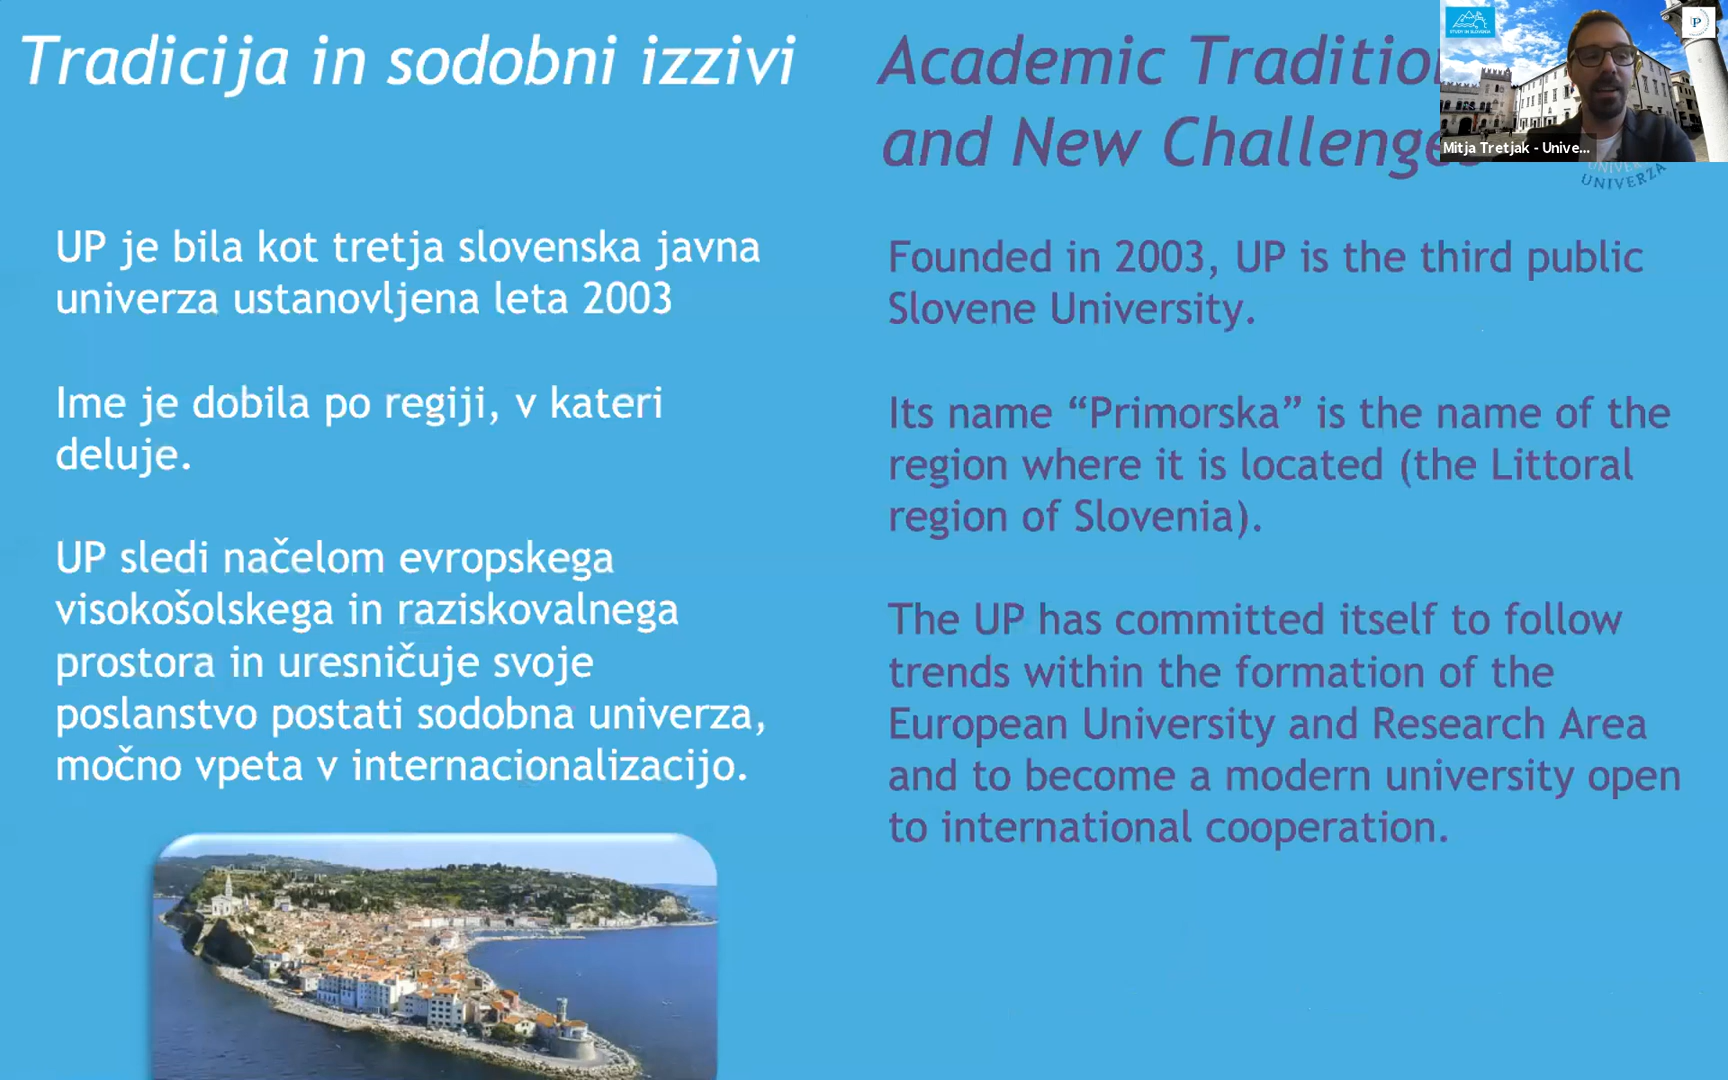 Tradicija in sodobni izzivi
UP je bila kot tretja slovenska javna
univerza ustanovljena leta 2003
Ime je dobila po regiji, v kateri
deluje.
UP sledi načelom evropskega
visokošolskega in raziskovalnega
prostora in uresničuje svoje
poslanstvo postati sodobna univerza,
močno vpeta v internacionalizacijo.
Academic Traditio
and New Challenges
Founded in 2003, UP is the third public
Slovene University.
Its name “Primorska” is the name of the
region where it is located (the Littoral
region of Slovenia).
The UP has committed itself to follow
trends within the formation of the
European University and Research Area
and to become a modern university open
to international cooperation.
STUDY IN SLOVENIA
P
Mitja Tretjak - Unive...
UNIVERZA